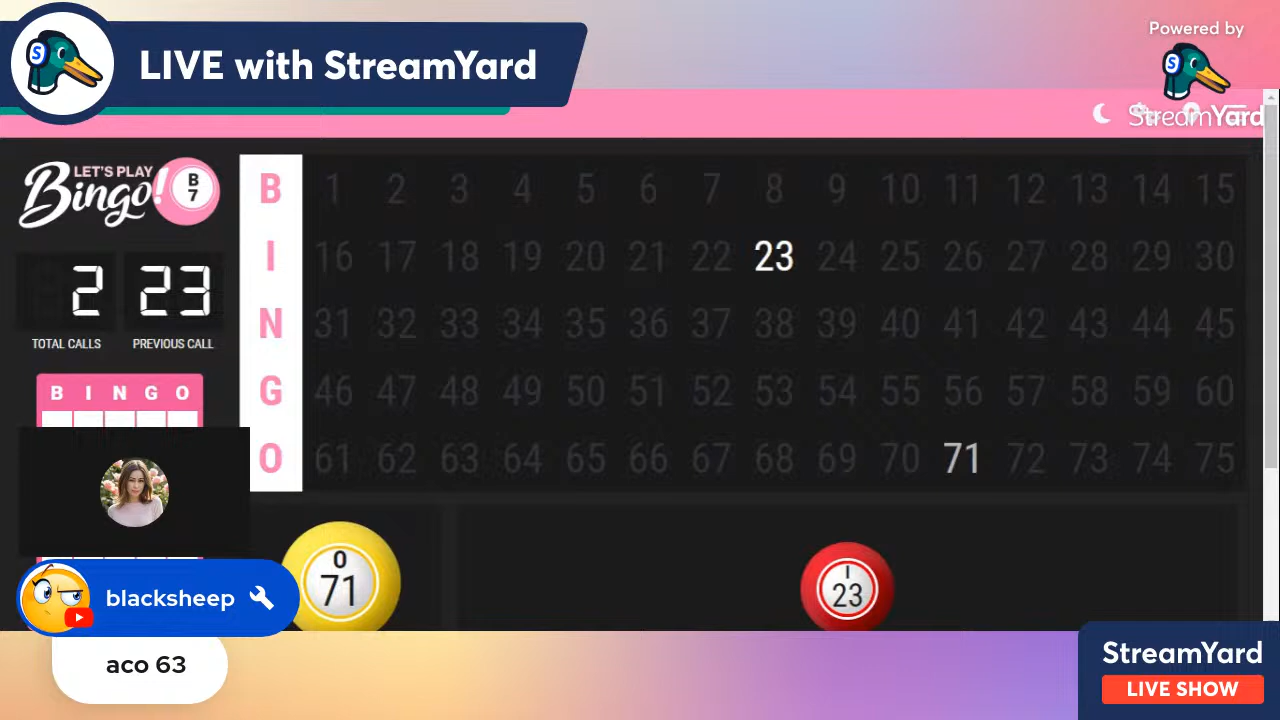 LIVE with StreamYard
Powered by
StreamYard
LET'S PLAY
Bingo!
B
7
2
23
TOTAL CALLS
PREVIOUS CALL
B I N G O
B 1 2 3 4 5 6 7 8 9 10 11 12 13 14 15
I 16 17 18 19 20 21 22 23 24 25 26 27 28 29 30
N 31 32 33 34 35 36 37 38 39 40 41 42 43 44 45
G 46 47 48 49 50 51 52 53 54 55 56 57 58 59 60
O 61 62 63 64 65 66 67 68 69 70 71 72 73 74 75
O
71
I
23
blacksheep
aco 63
StreamYard
LIVE SHOW